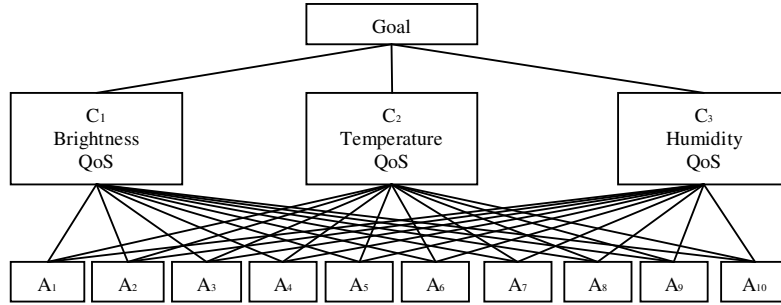 Goal
C1
Brightness
QoS
C2
Temperature
QoS
C3
Humidity
QoS
A1
A2
A3
A4
A5
A6
A7
A8
A9
A10